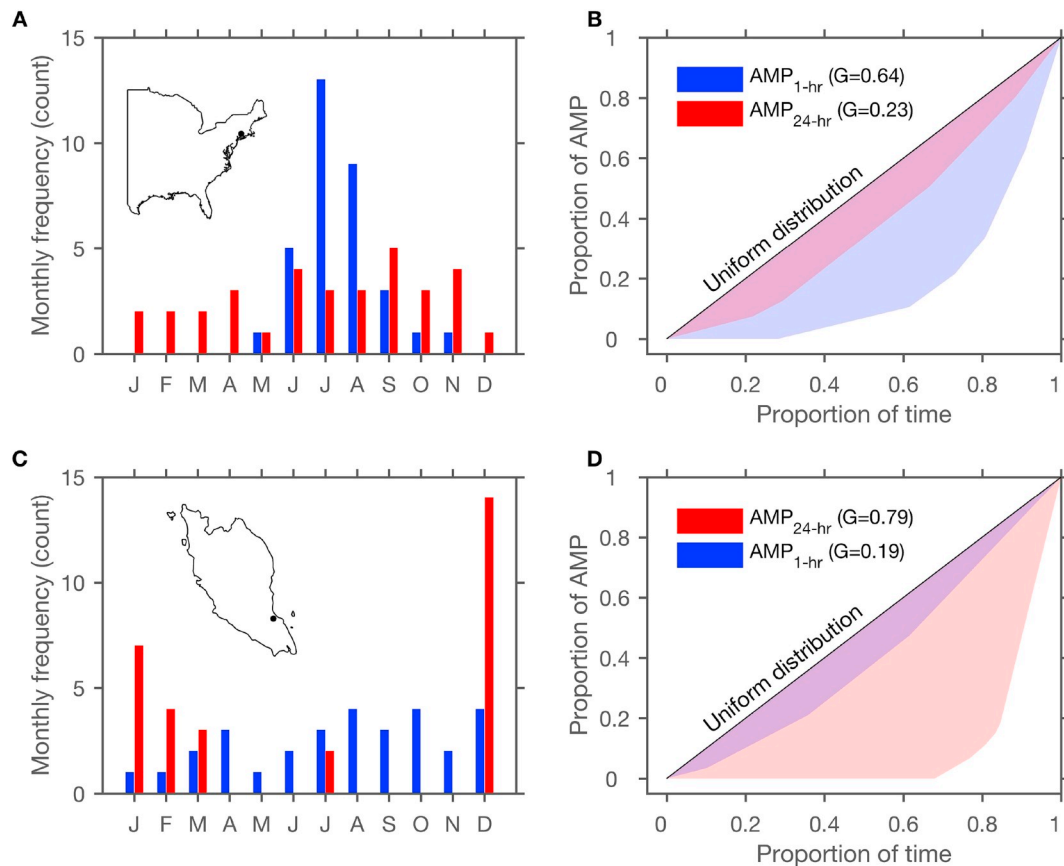 A
Monthly frequency (count)
15
10
5
0
J F M A M J J A S O N D
B
Proportion of AMP
1
0.8
0.6
0.4
0.2
0
AMP1-hr (G=0.64)
AMP24-hr (G=0.23)
Uniform distribution
0 0.2 0.4 0.6 0.8 1
Proportion of time
C
Monthly frequency (count)
15
10
5
0
J F M A M J J A S O N D
D
Proportion of AMP
1
0.8
0.6
0.4
0.2
0
AMP24-hr (G=0.79)
AMP1-hr (G=0.19)
Uniform distribution
0 0.2 0.4 0.6 0.8 1
Proportion of time